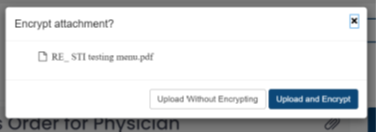 Encrypt attachment?
×
RE_ STI testing menu.pdf
Upload Without Encrypting
Upload and Encrypt
s Order for Physician